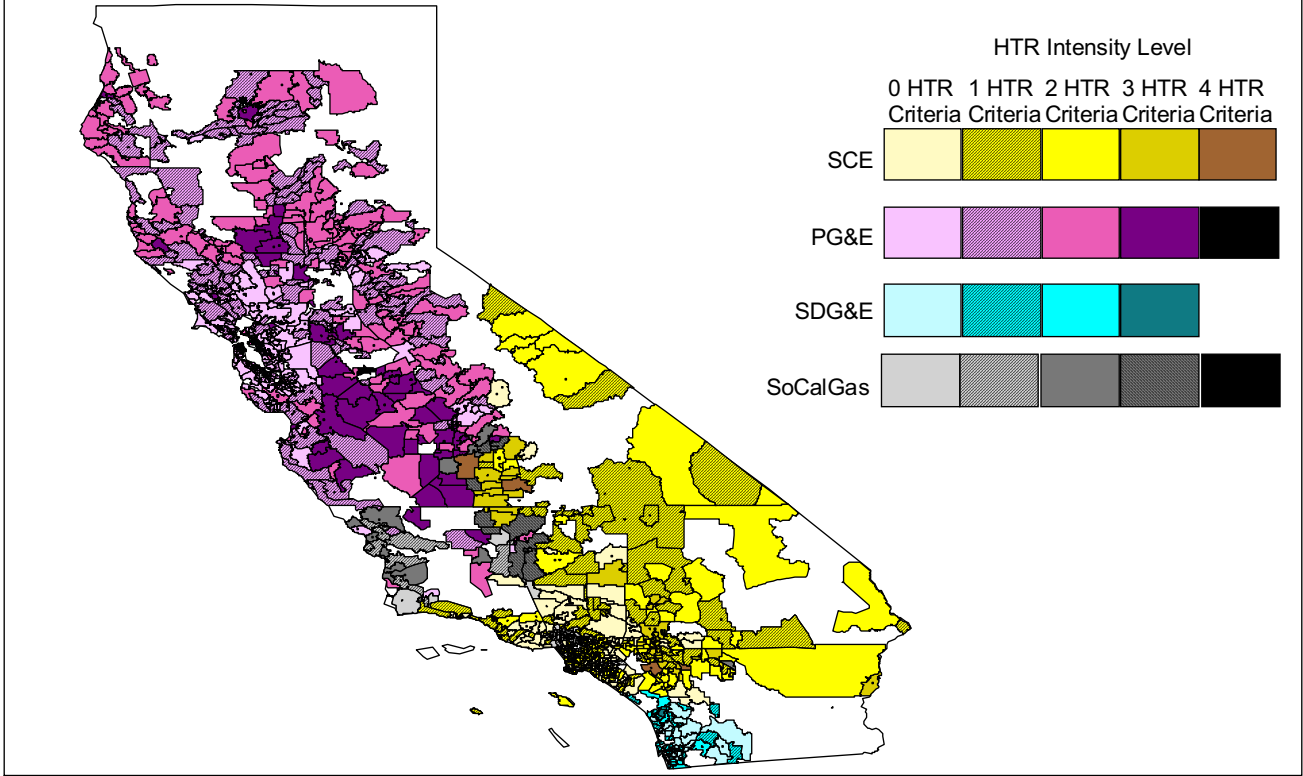 HTR Intensity Level
0 HTR 1 HTR 2 HTR 3 HTR 4 HTR
Criteria Criteria Criteria Criteria Criteria
SCE
PG&E
SDG&E
SoCalGas